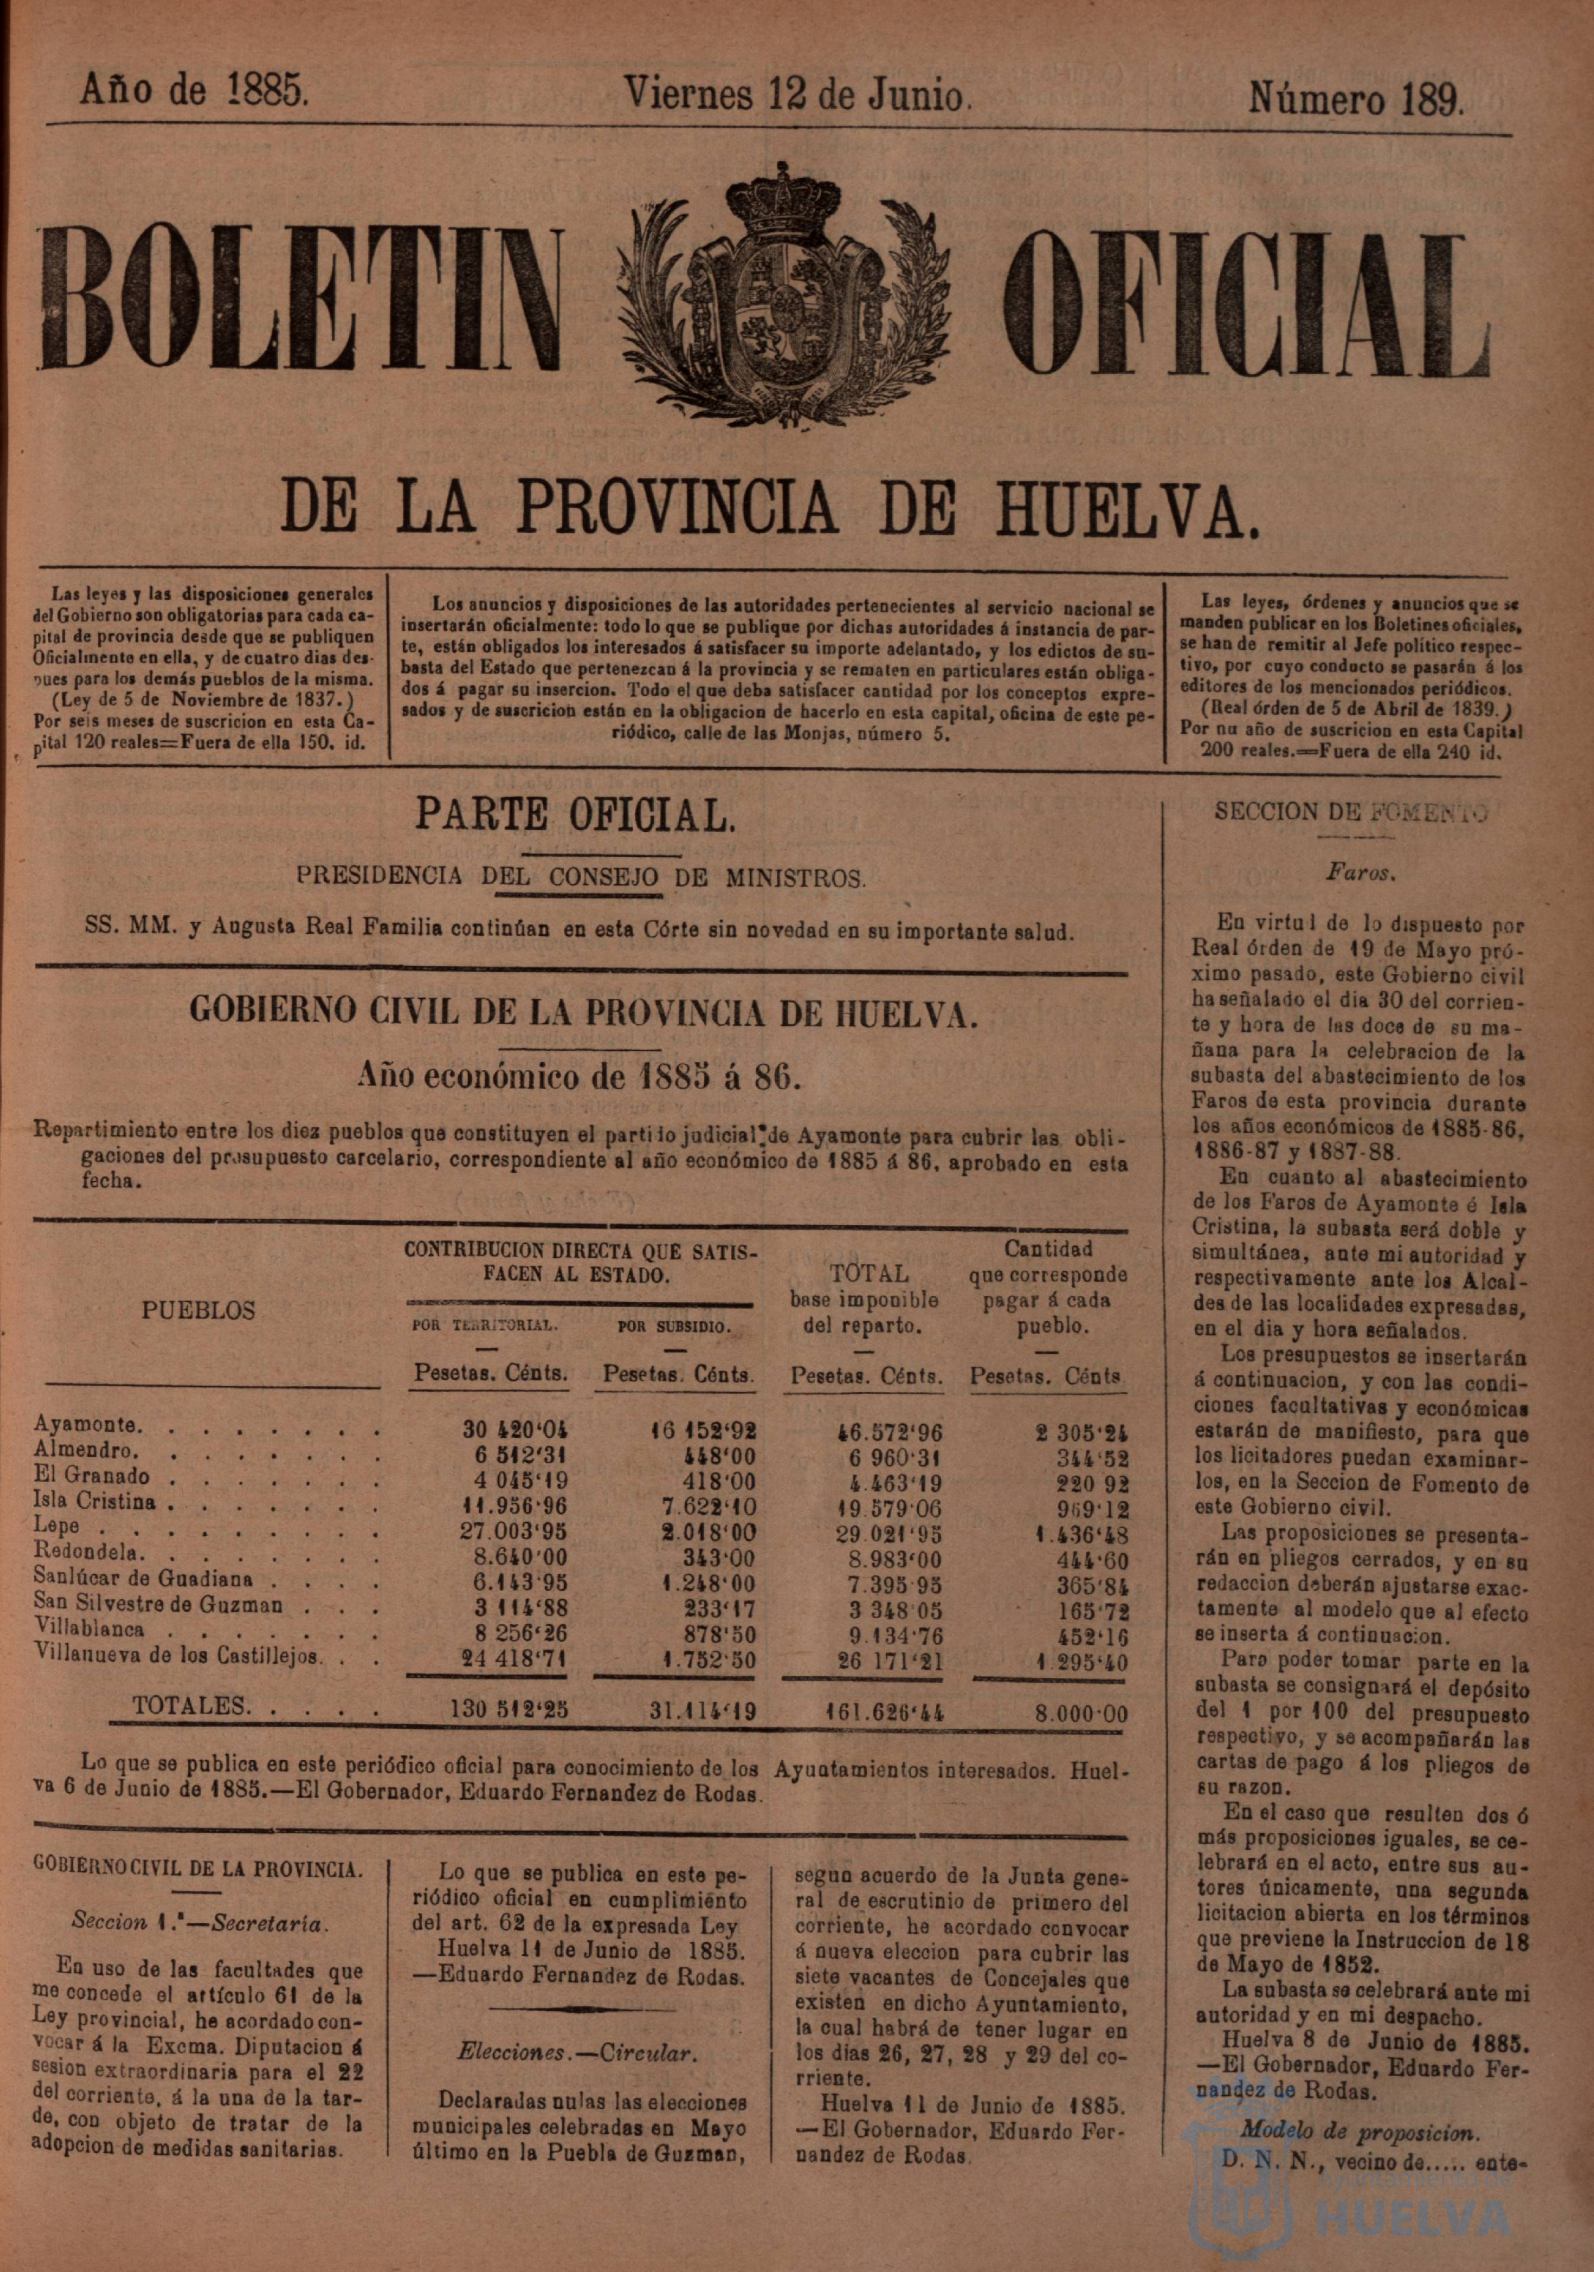 Año de 1885.
Viernes 12 de Junio.
Número 189.
BOLETIN OFICIAL
DE LA PROVINCIA DE HUELVA.
Las leyes y las disposiciones generales
del Gobierno son obligatorias para cada ca-
pital de provincia desde que se publiquen
Oficialmente en ella, y de cuatro dias des-
pues para los demás pueblos de la misma.
(Ley de 5 de Noviembre de 1837.)
Por seis meses de suscricion en esta Ca-
pital 120 reales=Fuera de ella 150. id.
Los anuncios y disposiciones de las autoridades pertenecientes al servicio nacional se
insertarán oficialmente: todo lo que se publique por dichas autoridades á instancia de par-
te, están obligados los interesados á satisfacer su importe adelantado, y los edictos de su-
basta del Estado que pertenezcan á la provincia y se rematen en particulares están obliga-
dos á pagar su insercion. Todo el que deba satisfacer cantidad por los conceptos expre-
sados y de suscricion están en la obligacion de hacerlo en esta capital, oficina de este pe-
riódico, calle de las Monjas, número 5.
Las leyes, órdenes y anuncios que se
manden publicar en los Boletines oficiales,
se han de remitir al Jefe político respec-
tivo, por cuyo conducto se pasarán á los
editores de los mencionados periódicos.
(Real órden de 5 de Abril de 1839.)
Por nu año de suscricion en esta Capital
200 reales.=Fuera de ella 240 id.
PARTE OFICIAL.
PRESIDENCIA DEL CONSEJO DE MINISTROS.
SS. MM. y Augusta Real Familia continúan en esta Córte sin novedad en su importante salud.
GOBIERNO CIVIL DE LA PROVINCIA DE HUELVA.
Año económico de 1885 á 86.
Repartimiento entre los diez pueblos que constituyen el partido judicial de Ayamonte para cubrir las obli-
gaciones del presupuesto carcelario, correspondiente al año económico de 1885 á 86, aprobado en esta
fecha.
PUEBLOS
CONTRIBUCION DIRECTA QUE SATIS-
FACEN AL ESTADO.
POR TERRITORIAL. POR SUBSIDIO.
TOTAL
base imponible
del reparto.
Cantidad
que corresponde
pagar á cada
pueblo.
Pesetas. Cénts. Pesetas. Cénts. Pesetas. Cénts. Pesetas. Cénts
Ayamonte. . . . . . . . 30 420‘04 16 152‘92 46.572‘96 2 305‘24
Almendro. . . . . . . . 6 512‘31 448‘00 6 960‘31 344‘52
El Granado . . . . . . . 4 045‘19 418‘00 4.463‘19 220 92
Isla Cristina . . . . . . . 11.956‘96 7.622‘10 19.579‘06 969‘12
Lepe . . . . . . . . . 27.003‘95 2.018‘00 29.021‘95 1.436‘48
Redondela. . . . . . . . 8.640‘00 343‘00 8.983‘00 444‘60
Sanlúcar de Guadiana . . . . 6.143‘95 1.248‘00 7.395‘95 365‘84
San Silvestre de Guzman . . . 3 114‘88 233‘17 3 348‘05 165‘72
Villablanca . . . . . . . 8 256‘26 878‘50 9.134‘76 452‘16
Villanueva de los Castillejos. . . 24 418‘71 1.752‘50 26 171‘21 1.295‘40
TOTALES. . . . . 130 512‘25 31.114‘19 161.626‘44 8.000‘00
Lo que se publica en este periódico oficial para conocimiento de los Ayuntamientos interesados. Huel-
va 6 de Junio de 1885.—El Gobernador, Eduardo Fernandez de Rodas.
GOBIERNO CIVIL DE LA PROVINCIA.
Seccion 1.ª—Secretaría.
En uso de las facultades que
me concede el artículo 61 de la
Ley provincial, he acordado con-
vocar á la Excma. Diputacion á
sesion extraordinaria para el 22
del corriente, á la una de la tar-
de, con objeto de tratar de la
adopcion de medidas sanitarias.
Lo que se publica en este pe-
riódico oficial en cumplimiento
del art. 62 de la expresada Ley
Huelva 11 de Junio de 1885.
—Eduardo Fernandez de Rodas.
Elecciones.—Circular.
Declaradas nulas las elecciones
municipales celebradas en Mayo
último en la Puebla de Guzman,
segun acuerdo de la Junta gene-
ral de escrutinio de primero del
corriente, he acordado convocar
á nueva eleccion para cubrir las
siete vacantes de Concejales que
existen en dicho Ayuntamiento,
la cual habrá de tener lugar en
los dias 26, 27, 28 y 29 del co-
rriente.
Huelva 11 de Junio de 1885.
—El Gobernador, Eduardo Fer-
nandez de Rodas.
SECCION DE FOMENTO
Faros.
En virtud de lo dispuesto por
Real órden de 19 de Mayo pró-
ximo pasado, este Gobierno civil
ha señalado el dia 30 del corrien-
te y hora de las doce de su ma-
ñana para la celebracion de la
subasta del abastecimiento de los
Faros de esta provincia durante
los años económicos de 1885-86,
1886-87 y 1887-88.
En cuanto al abastecimiento
de los Faros de Ayamonte é Isla
Cristina, la subasta será doble y
simultánea, ante mi autoridad y
respectivamente ante los Alcal-
des de las localidades expresadas,
en el dia y hora señalados.
Los presupuestos se insertarán
á continuacion, y con las condi-
ciones facultativas y económicas
estarán de manifiesto, para que
los licitadores puedan examinar-
los, en la Seccion de Fomento de
este Gobierno civil.
Las proposiciones se presenta-
rán en pliegos cerrados, y en su
redaccion deberán ajustarse exac-
tamente al modelo que al efecto
se inserta á continuacion.
Para poder tomar parte en la
subasta se consignará el depósito
del 1 por 100 del presupuesto
respectivo, y se acompañarán las
cartas de pago á los pliegos de
su razon.
En el caso que resulten dos ó
más proposiciones iguales, se ce-
lebrará en el acto, entre sus au-
tores únicamente, una segunda
licitacion abierta en los términos
que previene la Instruccion de 18
de Mayo de 1852.
La subasta se celebrará ante mi
autoridad y en mi despacho.
Huelva 8 de Junio de 1885.
—El Gobernador, Eduardo Fer-
nandez de Rodas.
Modelo de proposicion.
D. N. N., vecino de..... ente-
HUELVA